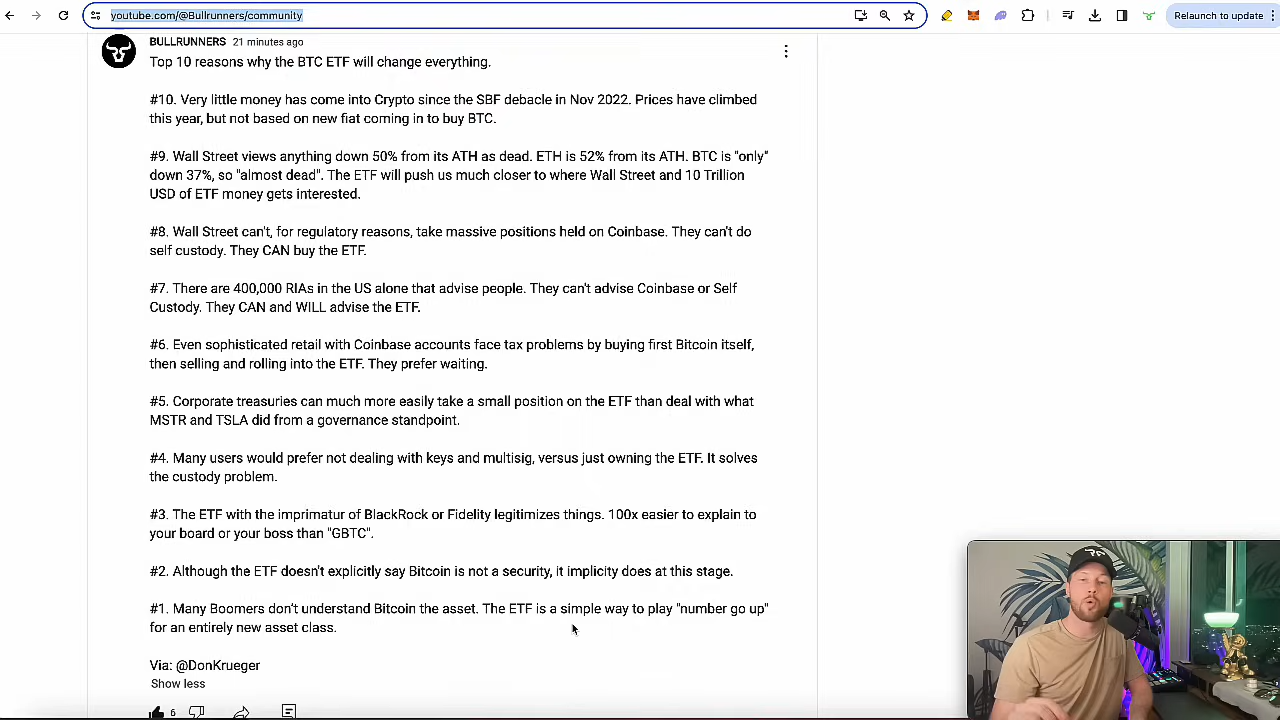 youtube.com/@Bullrunners/community
Relaunch to update
BULLRUNNERS 21 minutes ago
Top 10 reasons why the BTC ETF will change everything.
#10. Very little money has come into Crypto since the SBF debacle in Nov 2022. Prices have climbed
this year, but not based on new fiat coming in to buy BTC.
#9. Wall Street views anything down 50% from its ATH as dead. ETH is 52% from its ATH. BTC is "only"
down 37%, so "almost dead". The ETF will push us much closer to where Wall Street and 10 Trillion
USD of ETF money gets interested.
#8. Wall Street can't, for regulatory reasons, take massive positions held on Coinbase. They can't do
self custody. They CAN buy the ETF.
#7. There are 400,000 RIAs in the US alone that advise people. They can't advise Coinbase or Self
Custody. They CAN and WILL advise the ETF.
#6. Even sophisticated retail with Coinbase accounts face tax problems by buying first Bitcoin itself,
then selling and rolling into the ETF. They prefer waiting.
#5. Corporate treasuries can much more easily take a small position on the ETF than deal with what
MSTR and TSLA did from a governance standpoint.
#4. Many users would prefer not dealing with keys and multisig, versus just owning the ETF. It solves
the custody problem.
#3. The ETF with the imprimatur of BlackRock or Fidelity legitimizes things. 100x easier to explain to
your board or your boss than "GBTC".
#2. Although the ETF doesn't explicitly say Bitcoin is not a security, it implicity does at this stage.
#1. Many Boomers don't understand Bitcoin the asset. The ETF is a simple way to play "number go up"
for an entirely new asset class.
Via: @DonKrueger
Show less
6